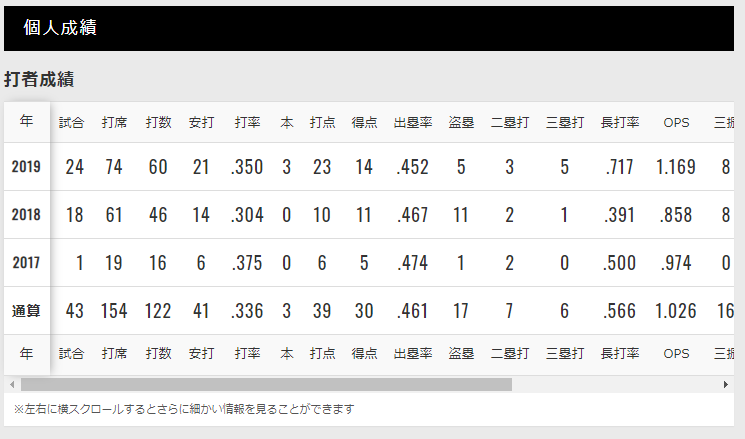 個人成績
打者成績
年 試合 打席 打数 安打 打率 本 打点 得点 出塁率 盗塁 二塁打 三塁打 長打率 OPS 三振
2019 24 74 60 21 .350 3 23 14 .452 5 3 5 .717 1.169 8
2018 18 61 46 14 .304 0 10 11 .467 11 2 1 .391 .858 8
2017 1 19 16 6 .375 0 6 5 .474 1 2 0 .500 .974 0
通算 43 154 122 41 .336 3 39 30 .461 17 7 6 .566 1.026 16
年 試合 打席 打数 安打 打率 本 打点 得点 出塁率 盗塁 二塁打 三塁打 長打率 OPS 三振
※左右に横スクロールするとさらに細かい情報を見ることができます